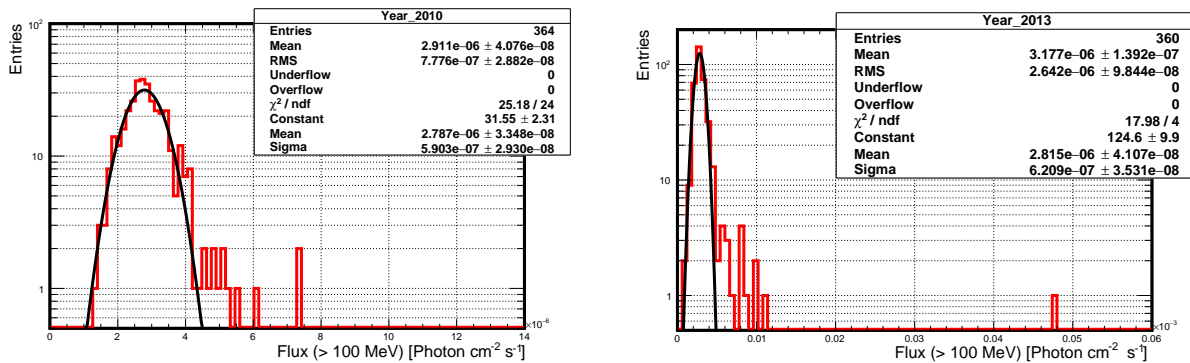 Year_2010
Entries 364
Mean 2.911e−06 ± 4.076e−08
RMS 7.776e−07 ± 2.882e−08
Underflow 0
Overflow 0
χ² / ndf 25.18 / 24
Constant 31.55 ± 2.31
Mean 2.787e−06 ± 3.348e−08
Sigma 5.903e−07 ± 2.930e−08
Entries
10²
10
1
0 2 4 6 8 10 12 14
×10⁻⁶
Flux (> 100 MeV) [Photon cm⁻² s⁻¹]
Year_2013
Entries 360
Mean 3.177e−06 ± 1.392e−07
RMS 2.642e−06 ± 9.844e−08
Underflow 0
Overflow 0
χ² / ndf 17.98 / 4
Constant 124.6 ± 9.9
Mean 2.815e−06 ± 4.107e−08
Sigma 6.209e−07 ± 3.531e−08
Entries
10²
10
1
0 0.01 0.02 0.03 0.04 0.05 0.06
×10⁻³
Flux (> 100 MeV) [Photon cm⁻² s⁻¹]